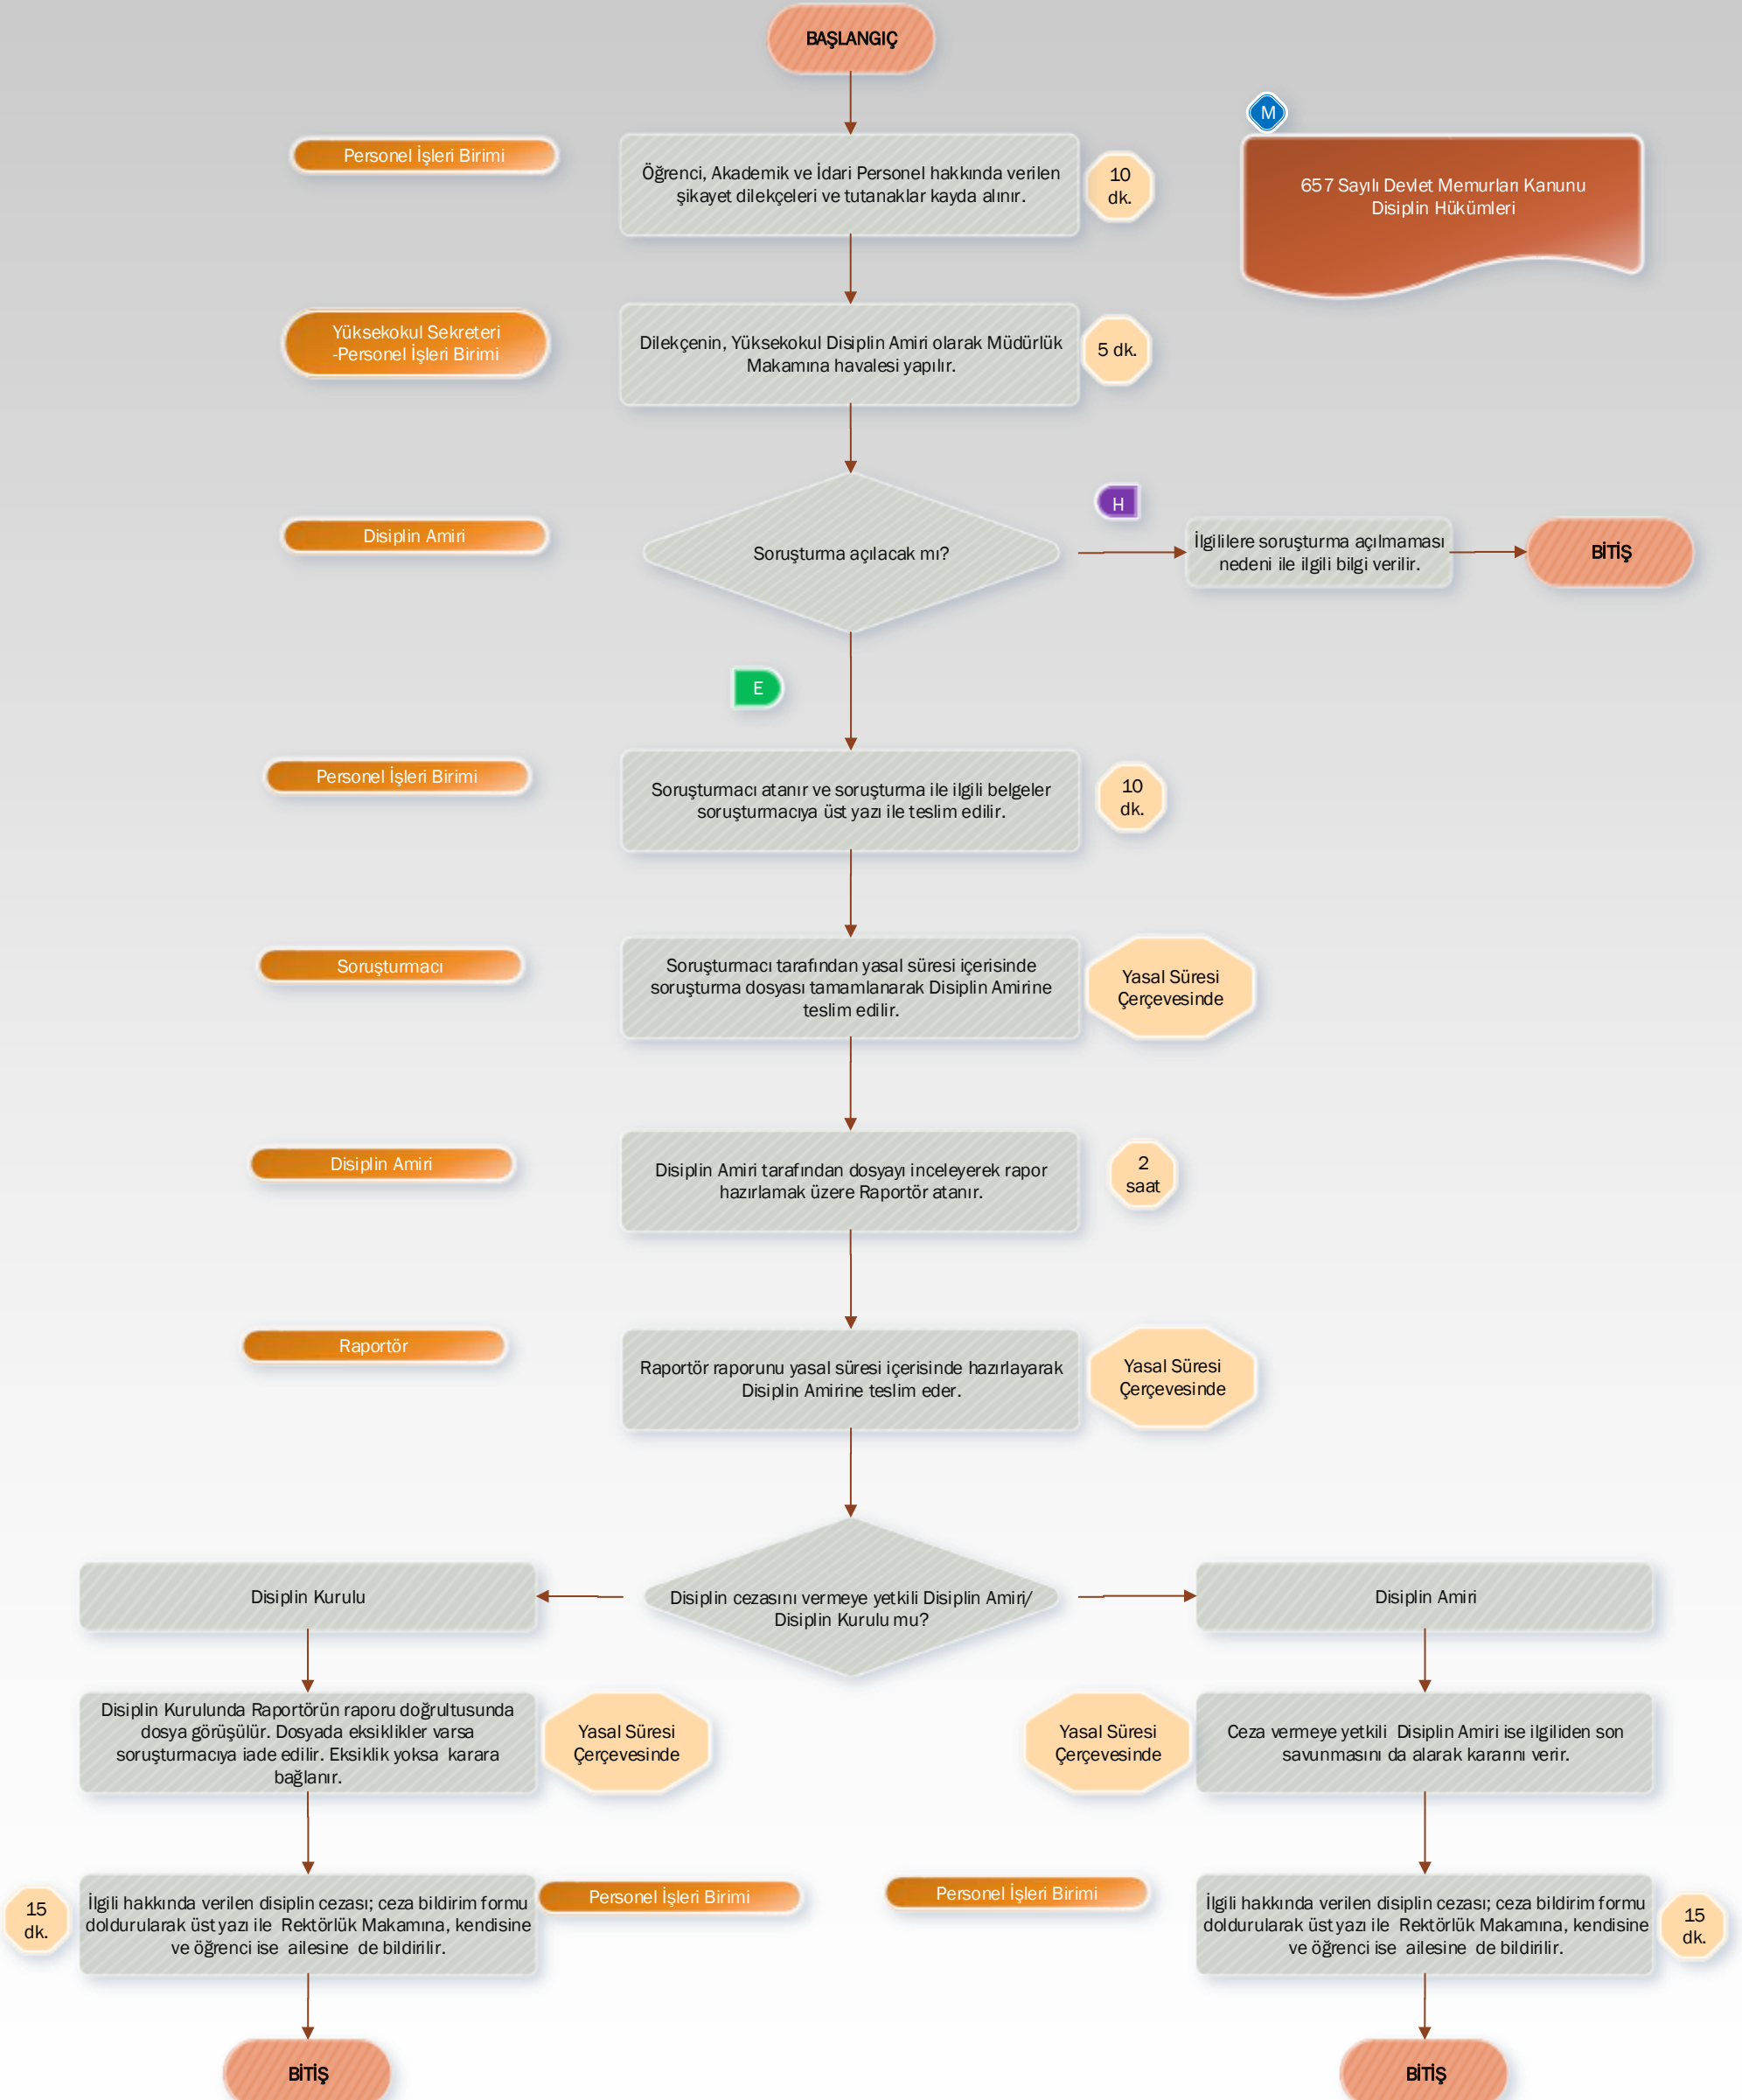 BAŞLANGIÇ
M
Personel İşleri Birimi
Öğrenci, Akademik ve İdari Personel hakkında verilen
şikayet dilekçeleri ve tutanaklar kayda alınır.
10
dk.
657 Sayılı Devlet Memurları Kanunu
Disiplin Hükümleri
Yüksekokul Sekreteri
-Personel İşleri Birimi
Dilekçenin, Yüksekokul Disiplin Amiri olarak Müdürlük
Makamına havalesi yapılır.
5 dk.
Disiplin Amiri
Soruşturma açılacak mı?
H
İlgililere soruşturma açılmaması
nedeni ile ilgili bilgi verilir.
BİTİŞ
E
Personel İşleri Birimi
Soruşturmacı atanır ve soruşturma ile ilgili belgeler
soruşturmacıya üst yazı ile teslim edilir.
10
dk.
Soruşturmacı
Soruşturmacı tarafından yasal süresi içerisinde
soruşturma dosyası tamamlanarak Disiplin Amirine
teslim edilir.
Yasal Süresi
Çerçevesinde
Disiplin Amiri
Disiplin Amiri tarafından dosyayı inceleyerek rapor
hazırlamak üzere Raportör atanır.
2
saat
Raportör
Raportör raporunu yasal süresi içerisinde hazırlayarak
Disiplin Amirine teslim eder.
Yasal Süresi
Çerçevesinde
Disiplin Kurulu
Disiplin cezasını vermeye yetkili Disiplin Amiri/
Disiplin Kurulu mu?
Disiplin Amiri
Disiplin Kurulunda Raportörün raporu doğrultusunda
dosya görüşülür. Dosyada eksiklikler varsa
soruşturmacıya iade edilir. Eksiklik yoksa karara
bağlanır.
Yasal Süresi
Çerçevesinde
Yasal Süresi
Çerçevesinde
Ceza vermeye yetkili Disiplin Amiri ise ilgiliden son
savunmasını da alarak kararını verir.
15
dk.
İlgili hakkında verilen disiplin cezası; ceza bildirim formu
doldurularak üst yazı ile Rektörlük Makamına, kendisine
ve öğrenci ise ailesine de bildirilir.
Personel İşleri Birimi
Personel İşleri Birimi
İlgili hakkında verilen disiplin cezası; ceza bildirim formu
doldurularak üst yazı ile Rektörlük Makamına, kendisine
ve öğrenci ise ailesine de bildirilir.
15
dk.
BİTİŞ
BİTİŞ